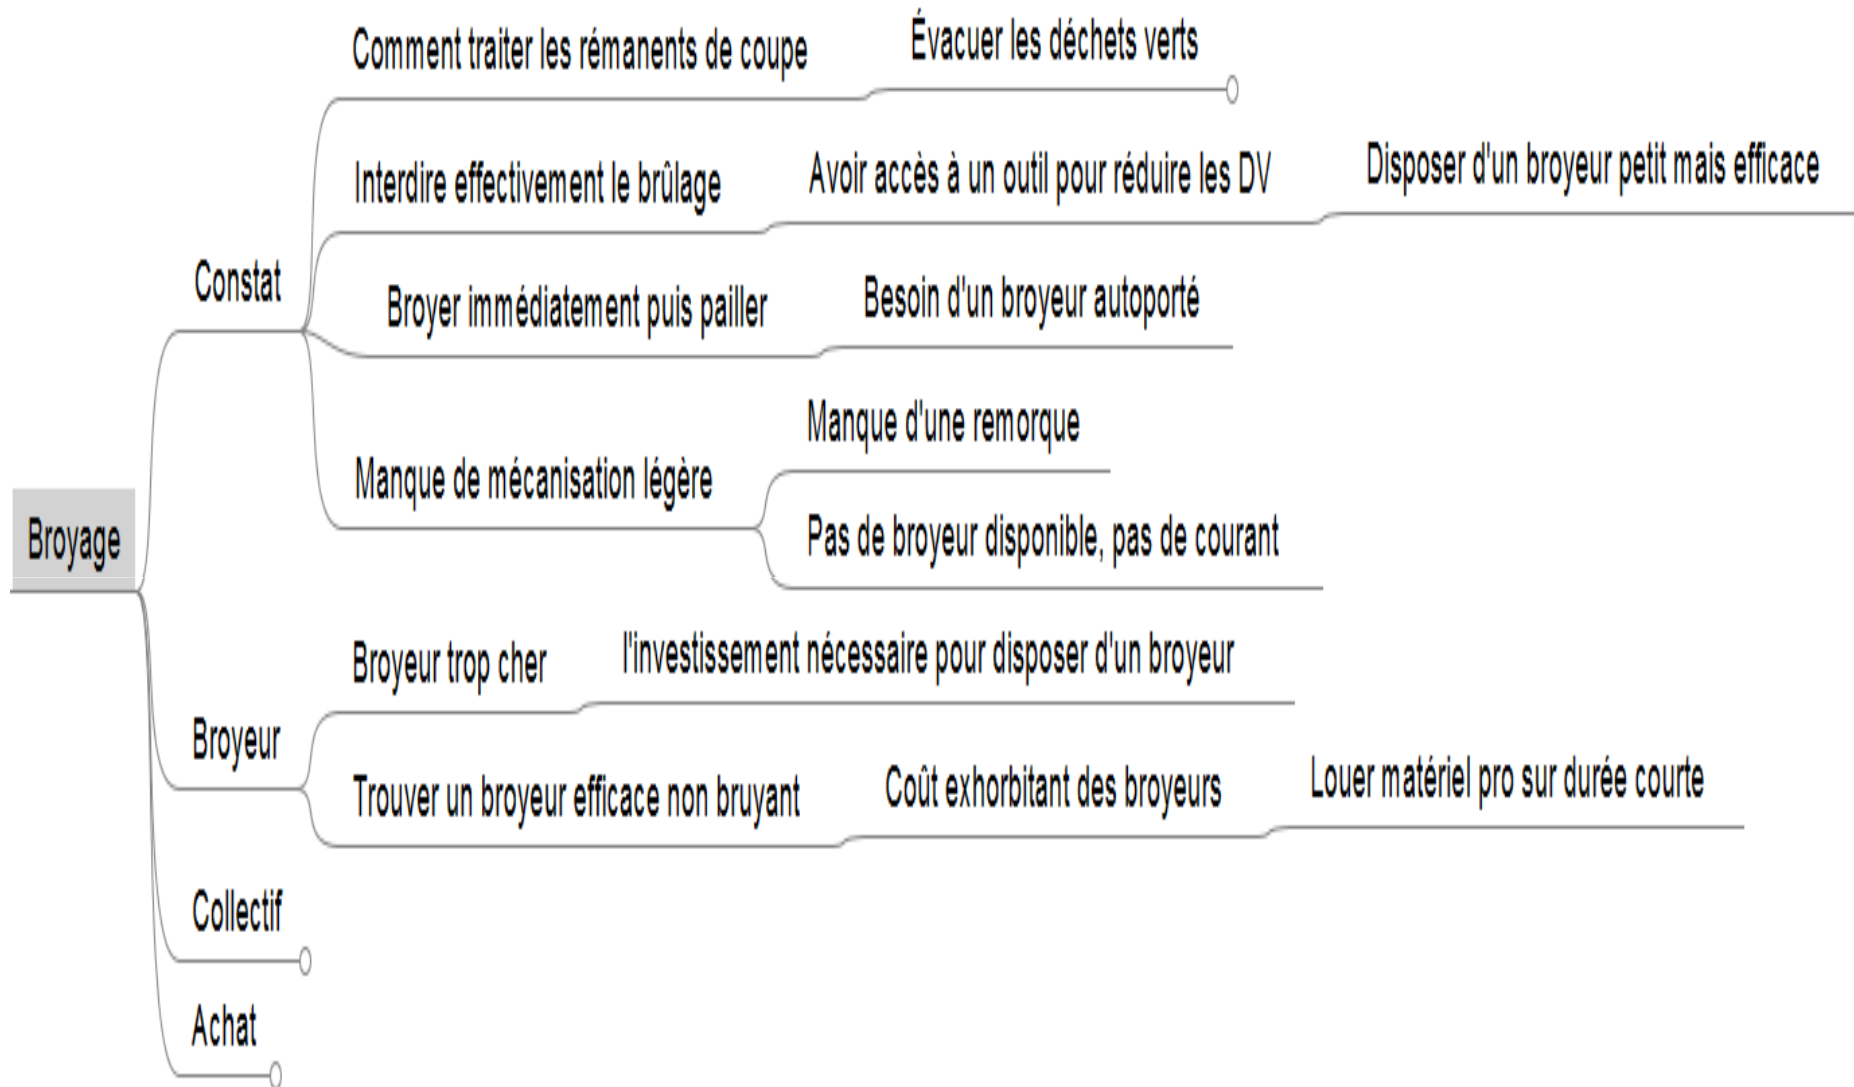 Comment traiter les rémanents de coupe
Évacuer les déchets verts
Interdire effectivement le brûlage
Avoir accès à un outil pour réduire les DV
Disposer d'un broyeur petit mais efficace
Constat
Broyer immédiatement puis pailler
Besoin d'un broyeur autoporté
Manque d'une remorque
Manque de mécanisation légère
Pas de broyeur disponible, pas de courant
Broyage
Broyeur trop cher
l'investissement nécessaire pour disposer d'un broyeur
Broyeur
Trouver un broyeur efficace non bruyant
Coût exhorbitant des broyeurs
Louer matériel pro sur durée courte
Collectif
Achat